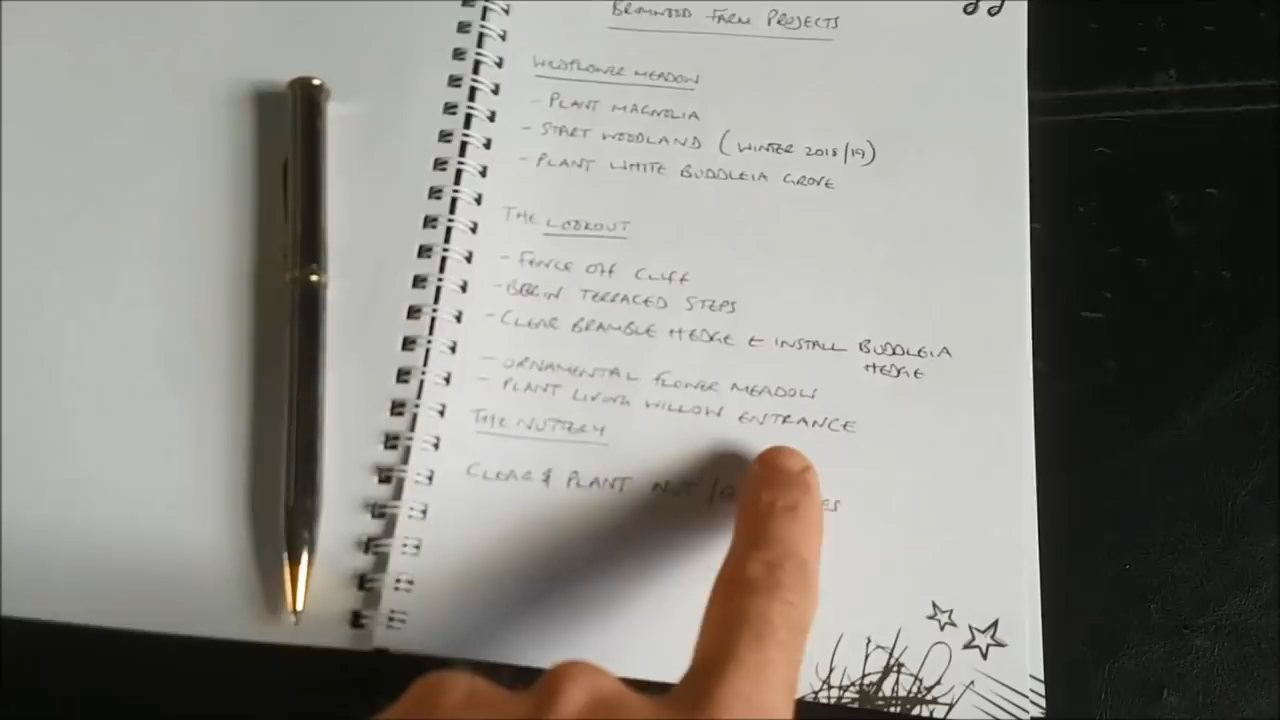 BRIMWOOD FARM PROJECTS
WILDFLOWER MEADOW
- PLANT MAGNOLIA
- START WOODLAND (WINTER 2018/19)
- PLANT WHITE BUDDLEIA GROVE
THE LOOKOUT
- FENCE OFF CLIFF
- BEGIN TERRACED STEPS
- CLEAR BRAMBLE HEDGE & INSTALL BUDDLEIA
HEDGE
- ORNAMENTAL FLOWER MEADOW
- PLANT LIVING WILLOW ENTRANCE
THE NUTTERY
CLEAR & PLANT NUT /